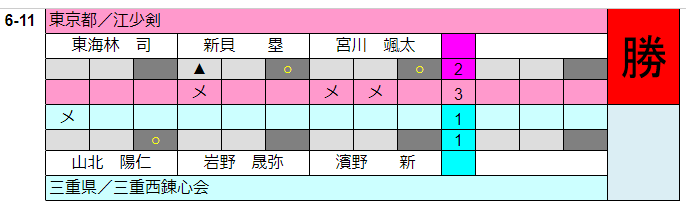 6-11 東京都／江少剣 勝
東海林 司 新貝 塁 宮川 颯太
▲ ○ ○ 2
メ メ メ 3
メ 1
○ 1
山北 陽仁 岩野 晟弥 濱野 新
三重県／三重西錬心会